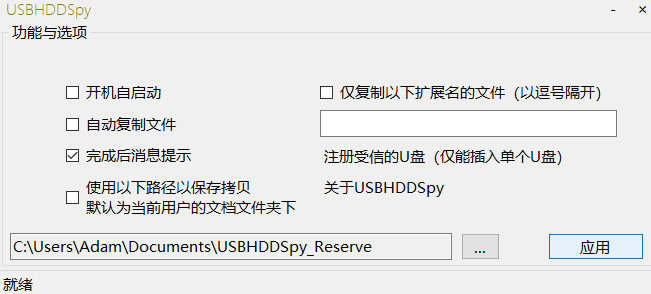 USBHDDSpy
功能与选项
开机自启动
仅复制以下扩展名的文件（以逗号隔开）
自动复制文件
完成后消息提示
注册受信的U盘（仅能插入单个U盘）
使用以下路径以保存拷贝
默认为当前用户的文档文件夹下
关于USBHDDSpy
C:\Users\Adam\Documents\USBHDDSpy_Reserve
...
应用
就绪